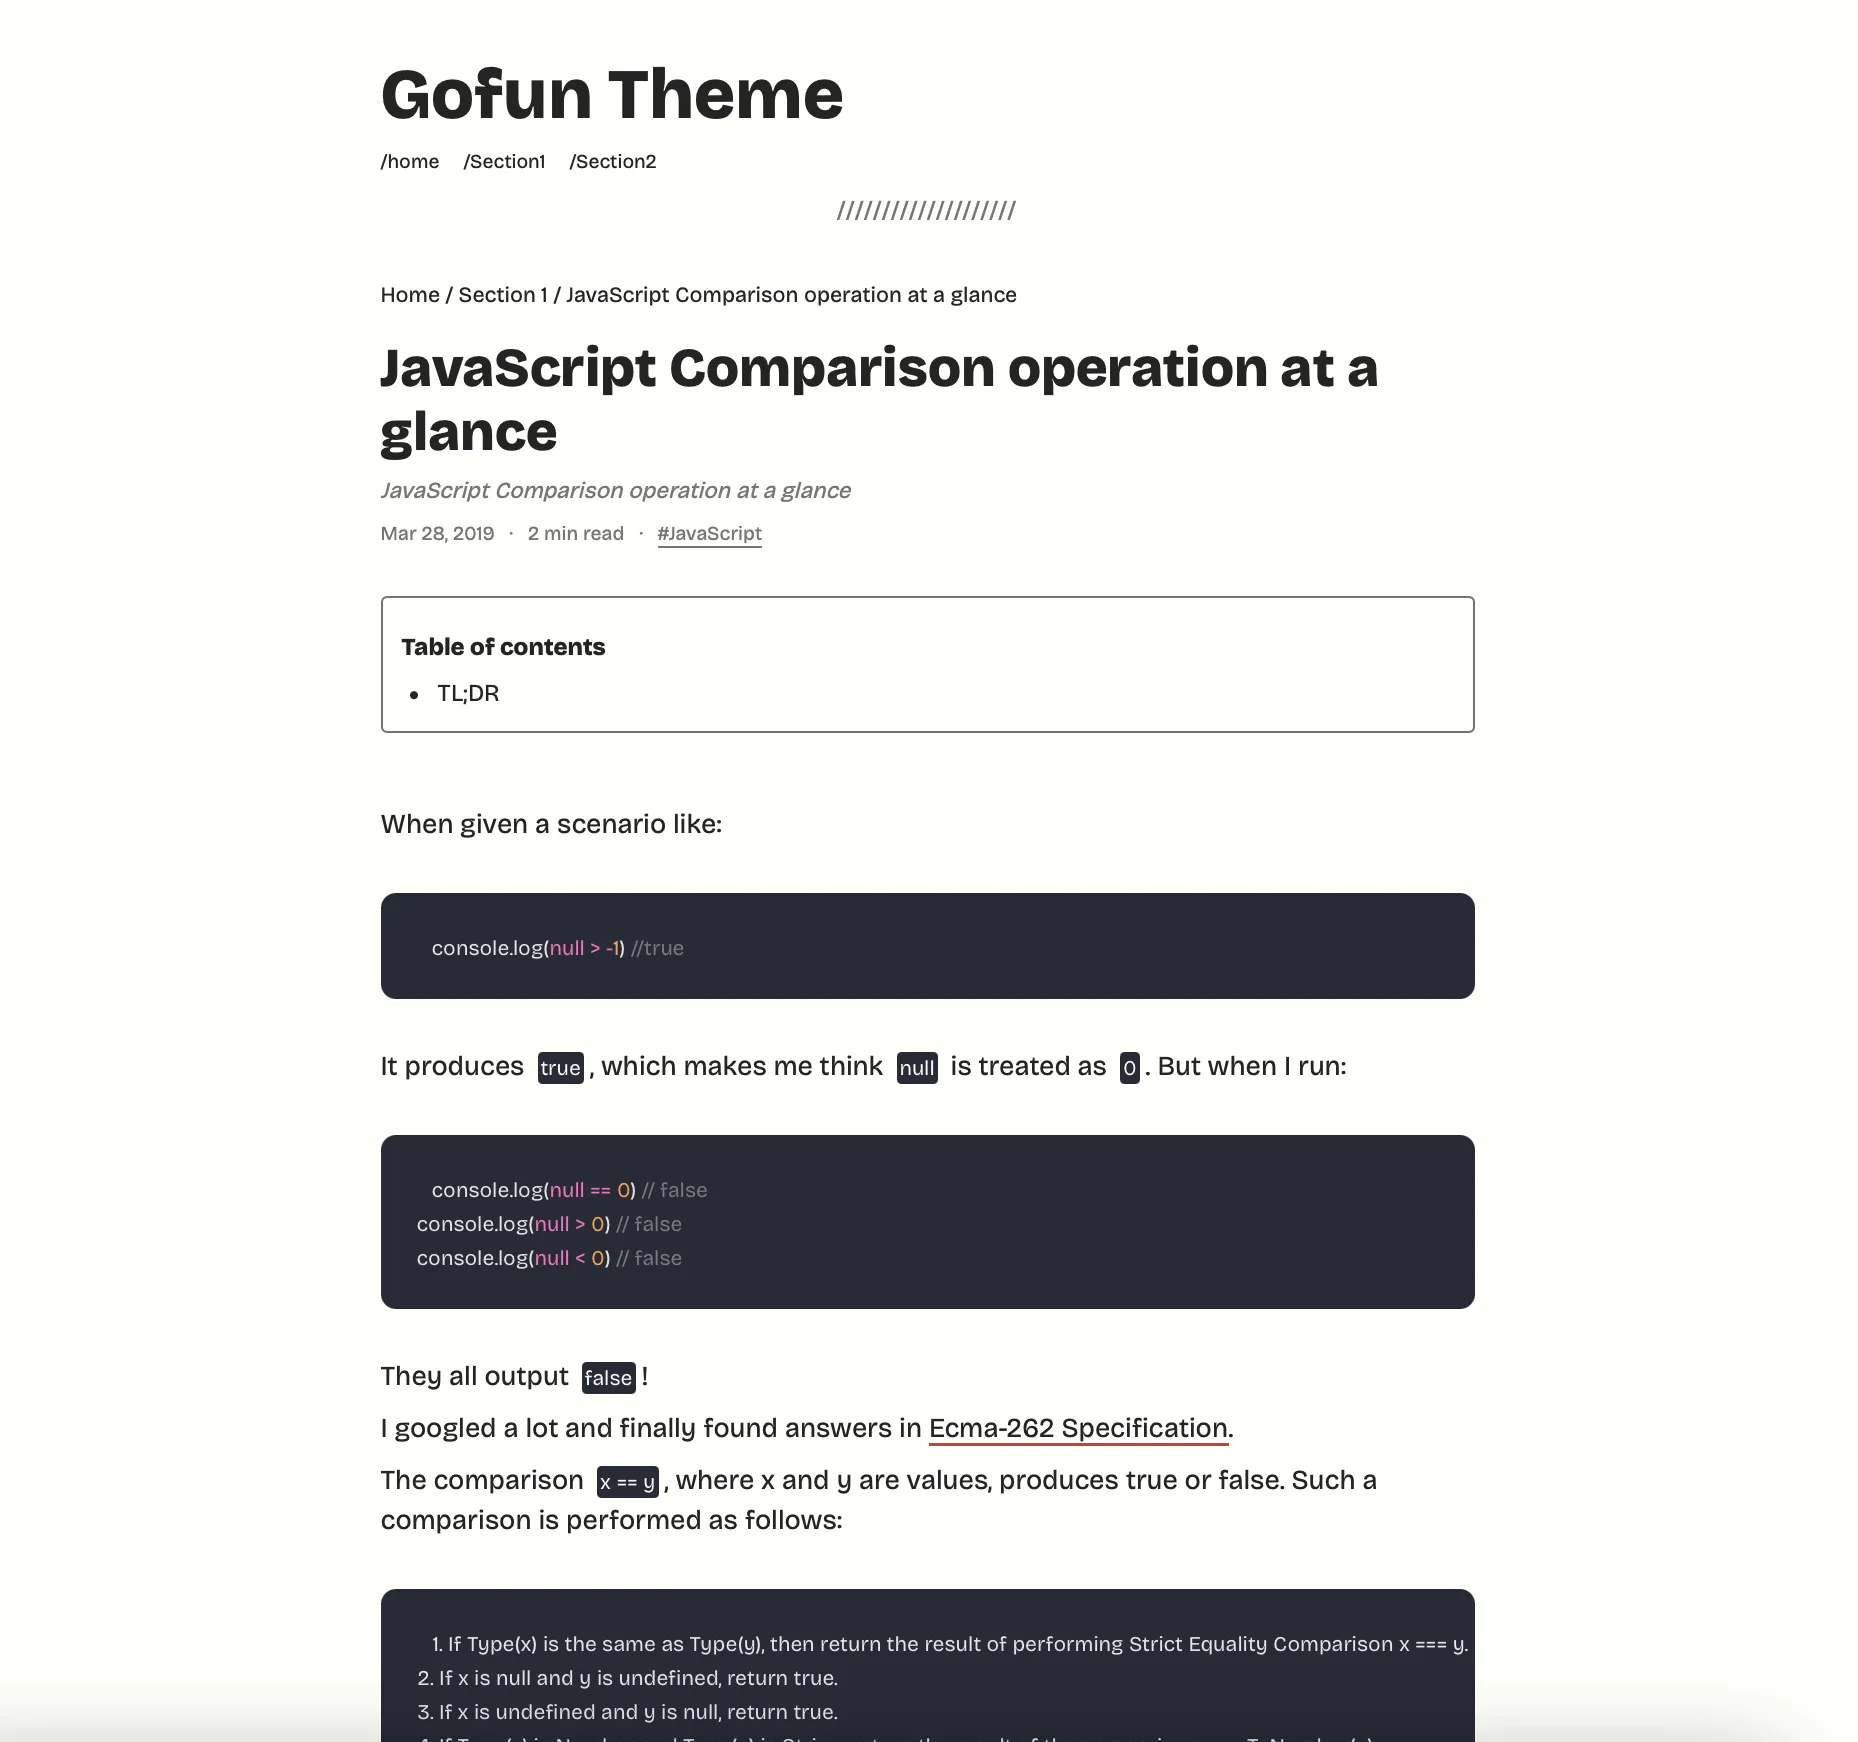 Gofun Theme
/home /Section1 /Section2
////////////////////
Home / Section 1 / JavaScript Comparison operation at a glance
JavaScript Comparison operation at a
glance
JavaScript Comparison operation at a glance
Mar 28, 2019 · 2 min read · #JavaScript
Table of contents
• TL;DR
When given a scenario like:
console.log(null > -1) //true
It produces true, which makes me think null is treated as 0. But when I run:
console.log(null == 0) // false
console.log(null > 0) // false
console.log(null < 0) // false
They all output false!
I googled a lot and finally found answers in Ecma-262 Specification.
The comparison x == y, where x and y are values, produces true or false. Such a
comparison is performed as follows:
1. If Type(x) is the same as Type(y), then return the result of performing Strict Equality Comparison x === y.
2. If x is null and y is undefined, return true.
3. If x is undefined and y is null, return true.